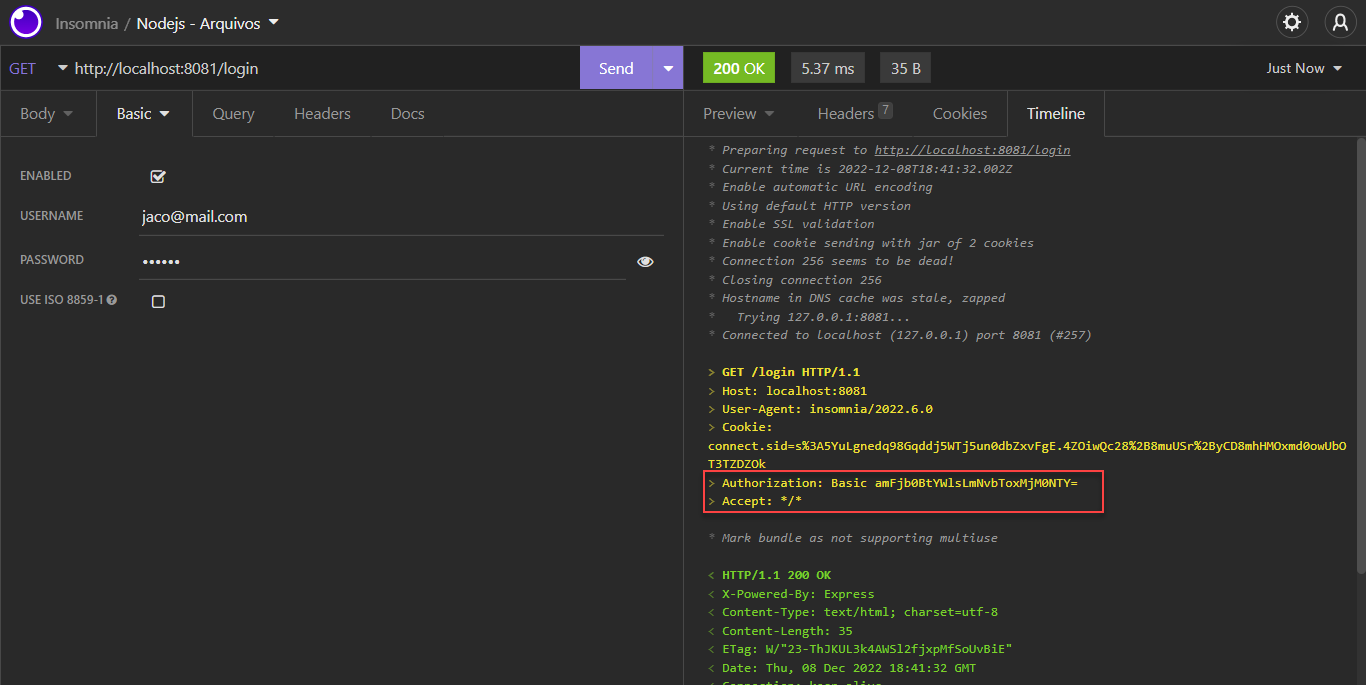 Insomnia / Nodejs - Arquivos
GET http://localhost:8081/login Send 200 OK 5.37 ms 35 B Just Now
Body Basic Query Headers Docs Preview Headers 7 Cookies Timeline
ENABLED
USERNAME jaco@mail.com
PASSWORD ••••••
USE ISO 8859-1
* Preparing request to http://localhost:8081/login
* Current time is 2022-12-08T18:41:32.002Z
* Enable automatic URL encoding
* Using default HTTP version
* Enable SSL validation
* Enable cookie sending with jar of 2 cookies
* Connection 256 seems to be dead!
* Closing connection 256
* Hostname in DNS cache was stale, zapped
* Trying 127.0.0.1:8081...
* Connected to localhost (127.0.0.1) port 8081 (#257)
> GET /login HTTP/1.1
> Host: localhost:8081
> User-Agent: insomnia/2022.6.0
> Cookie:
connect.sid=s%3A5YuLgnedq98Gqddj5WTj5un0dbZxvFgE.4ZOiwQc28%2B8muUSr%2ByCD8mhHMOxmd0owUbO
T3TZDZOk
> Authorization: Basic amFjb0BtYWlsLmNvbToxMjM0NTY=
> Accept: */*
* Mark bundle as not supporting multiuse
< HTTP/1.1 200 OK
< X-Powered-By: Express
< Content-Type: text/html; charset=utf-8
< Content-Length: 35
< ETag: W/"23-ThJKUL3k4AWSl2fjxpMfSoUvBiE"
< Date: Thu, 08 Dec 2022 18:41:32 GMT
< Connection: keep-alive